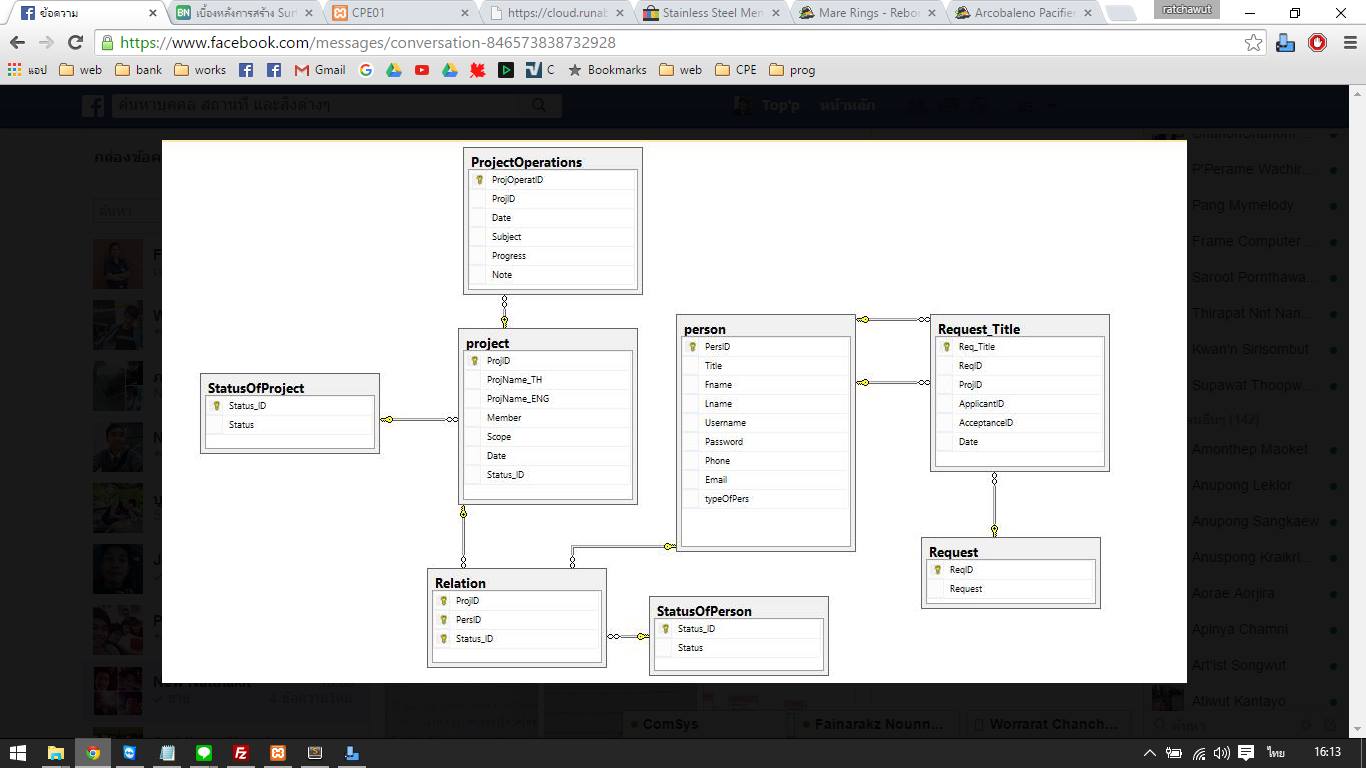 ข้อความ
เบื้องหลังการสร้าง Sur
CPE01
https://cloud.runab
Stainless Steel Men
Mare Rings - Rebor
Arcobaleno Pacifier
ratchawut
https://www.facebook.com/messages/conversation-846573838732928
แอป
web
bank
works
Gmail
C
Bookmarks
web
CPE
prog
ค้นหาบุคคล สถานที่ และสิ่งต่างๆ
Top'p
หน้าหลัก
ค้นหา
ProjectOperations
ProjOperatID
ProjID
Date
Subject
Progress
Note
project
ProjID
ProjName_TH
ProjName_ENG
Member
Scope
Date
Status_ID
StatusOfProject
Status_ID
Status
person
PersID
Title
Fname
Lname
Username
Password
Phone
Email
typeOfPers
Request_Title
Req_Title
ReqID
ProjID
ApplicantID
AcceptanceID
Date
Request
ReqID
Request
Relation
ProjID
PersID
Status_ID
StatusOfPerson
Status_ID
Status
P'Perame Wachir...
Pang Mymelody
Frame Computer ...
Saroot Pornthawa...
Thirapat Nnt Nan...
Kwan'n Sirisombut
Supawat Thoopw...
(142)
Amonthep Maoket
Anupong Leklor
Anupong Sangkaew
Anuspong Kraikri...
Aorae Aorjira
Apinya Chamni
Art'ist Songwut
Atiwut Kantayo
ค้นหา
ComSys
Fainarakz Nounn...
Worrarat Chanch...
ไทย
16:13